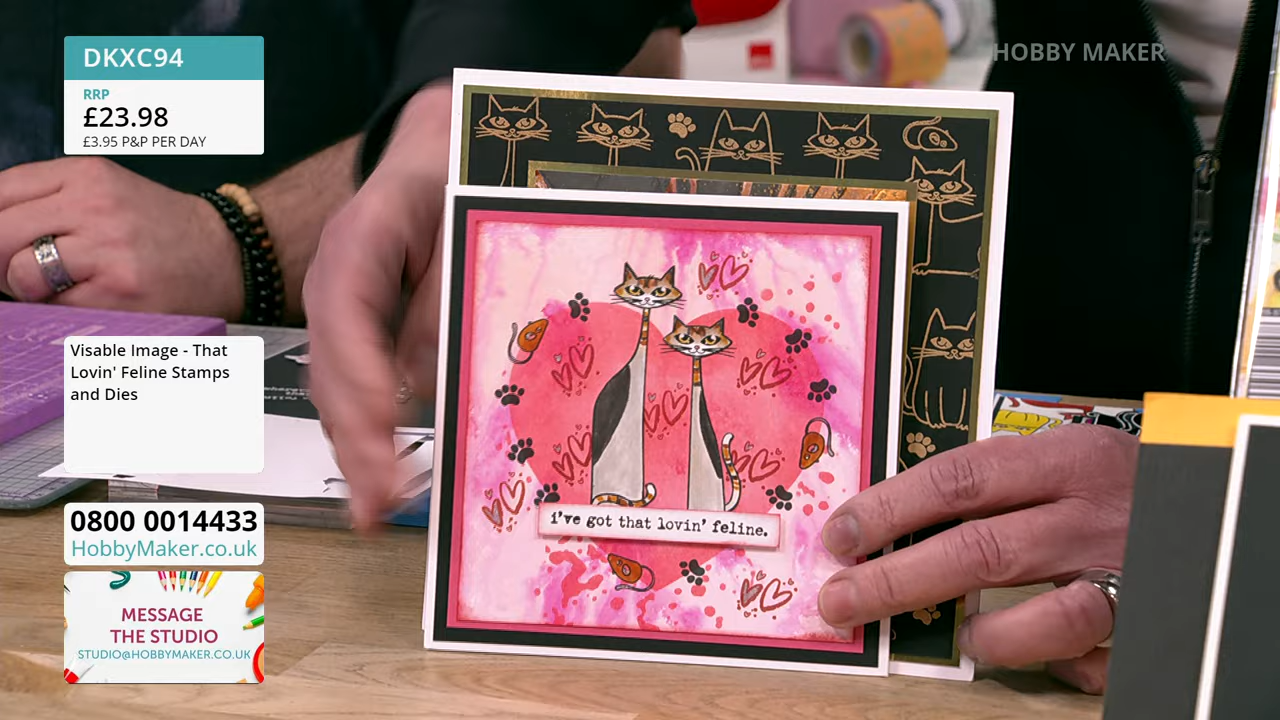 DKXC94
RRP
£23.98
£3.95 P&P PER DAY
HOBBY MAKER
Visable Image - That
Lovin' Feline Stamps
and Dies
i've got that lovin' feline.
0800 0014433
HobbyMaker.co.uk
MESSAGE
THE STUDIO
STUDIO@HOBBYMAKER.CO.UK